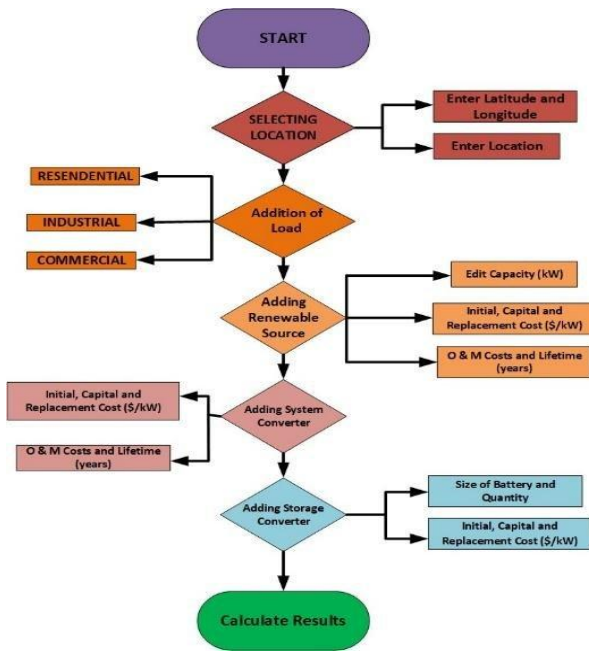 START
SELECTING
LOCATION
Enter Latitude and
Longitude
Enter Location
RESENDENTIAL
INDUSTRIAL
COMMERCIAL
Addition of
Load
Adding
Renewable
Source
Edit Capacity (kW)
Initial, Capital and
Replacement Cost ($/kW)
O & M Costs and Lifetime
(years)
Initial, Capital and
Replacement Cost ($/kW)
O & M Costs and Lifetime
(years)
Adding System
Converter
Adding Storage
Converter
Size of Battery and
Quantity
Initial, Capital and
Replacement Cost ($/kW)
Calculate Results